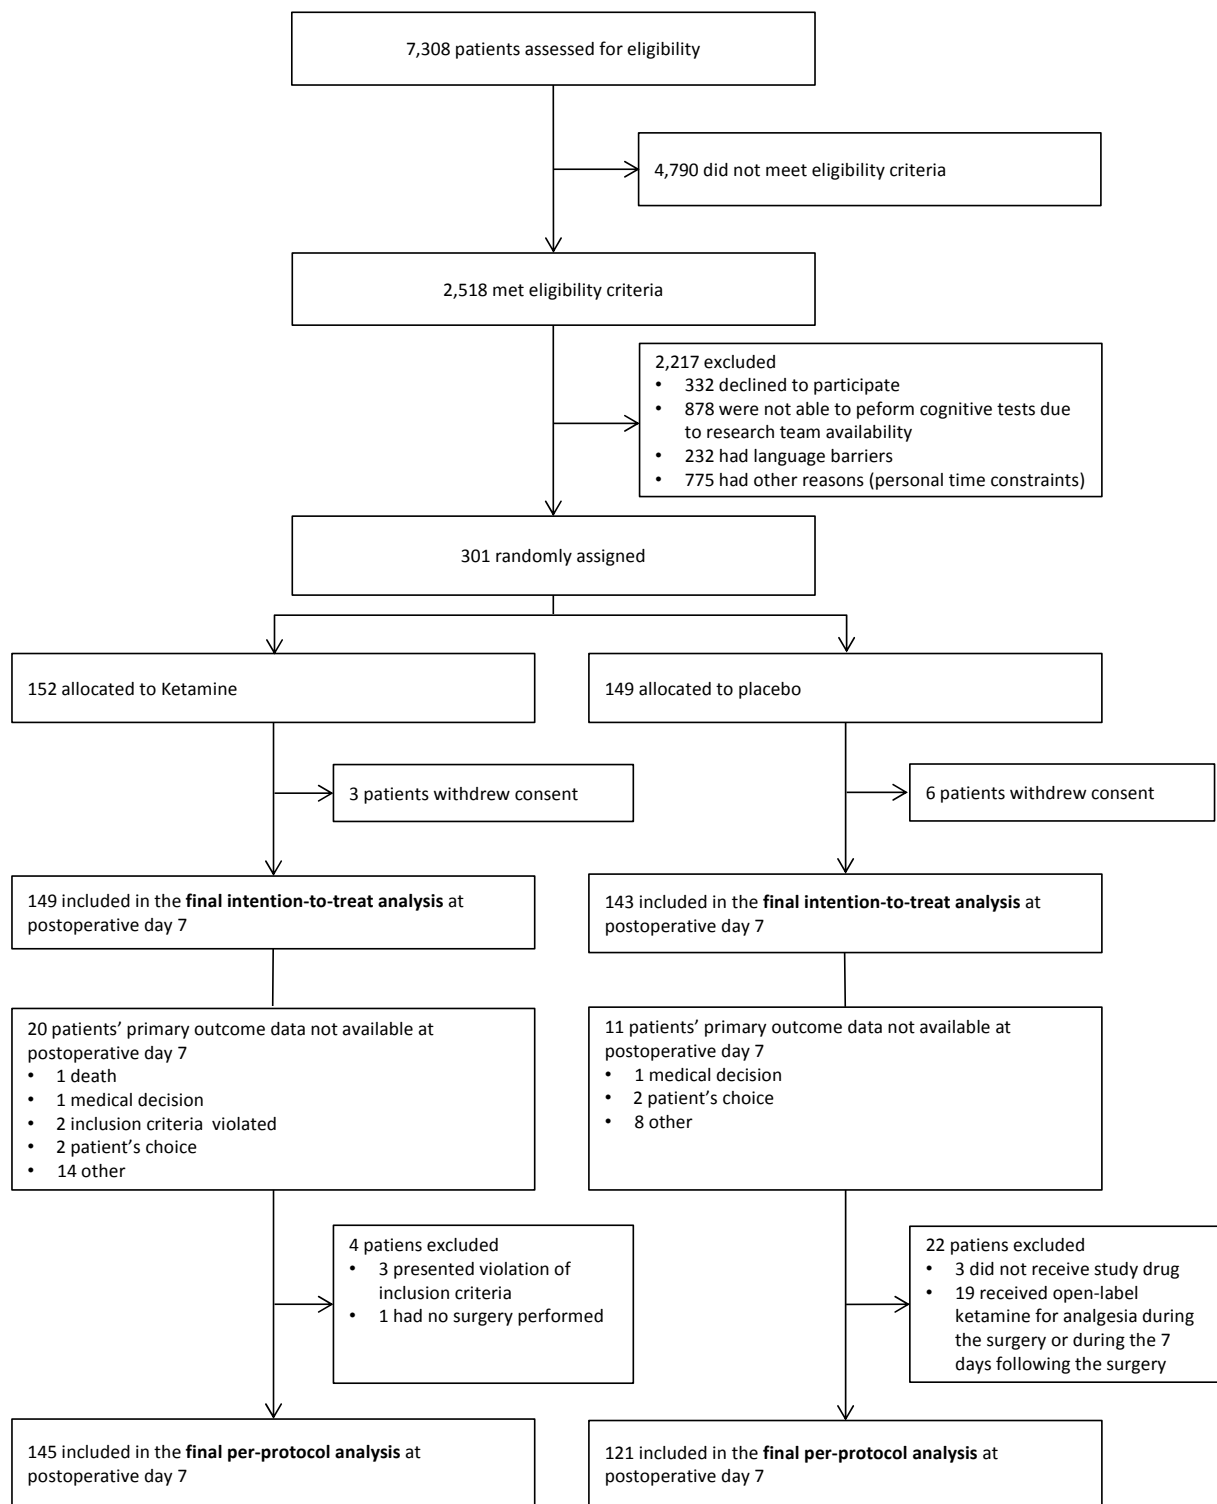 7,308 patients assessed for eligibility
4,790 did not meet eligibility criteria
2,518 met eligibility criteria
2,217 excluded
• 332 declined to participate
• 878 were not able to peform cognitive tests due
to research team availability
• 232 had language barriers
• 775 had other reasons (personal time constraints)
301 randomly assigned
152 allocated to Ketamine
149 allocated to placebo
3 patients withdrew consent
6 patients withdrew consent
149 included in the final intention-to-treat analysis at
postoperative day 7
143 included in the final intention-to-treat analysis at
postoperative day 7
20 patients’ primary outcome data not available at
postoperative day 7
• 1 death
• 1 medical decision
• 2 inclusion criteria violated
• 2 patient’s choice
• 14 other
11 patients’ primary outcome data not available at
postoperative day 7
• 1 medical decision
• 2 patient’s choice
• 8 other
4 patiens excluded
• 3 presented violation of
inclusion criteria
• 1 had no surgery performed
22 patiens excluded
• 3 did not receive study drug
• 19 received open-label
ketamine for analgesia during
the surgery or during the 7
days following the surgery
145 included in the final per-protocol analysis at
postoperative day 7
121 included in the final per-protocol analysis at
postoperative day 7